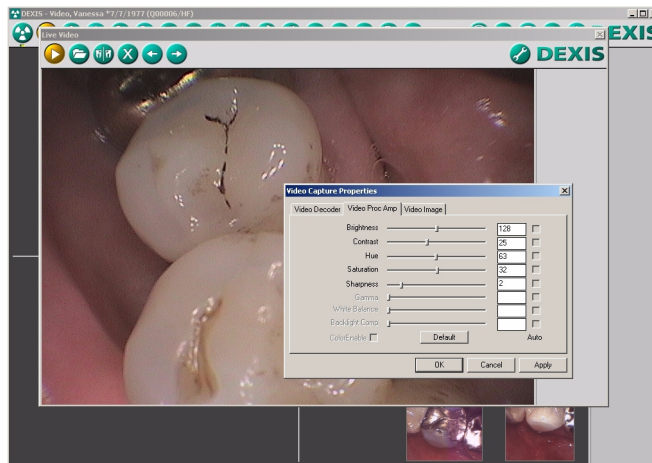 DEXIS - Video, Vanessa *7/7/1977 (Q00006/HF)
Live Video
DEXIS
Video Capture Properties
Video Decoder Video Proc Amp Video Image
Brightness 128
Contrast 25
Hue 63
Saturation 32
Sharpness 2
Gamma
White Balance
Backlight Comp
ColorEnable Default Auto
OK Cancel Apply